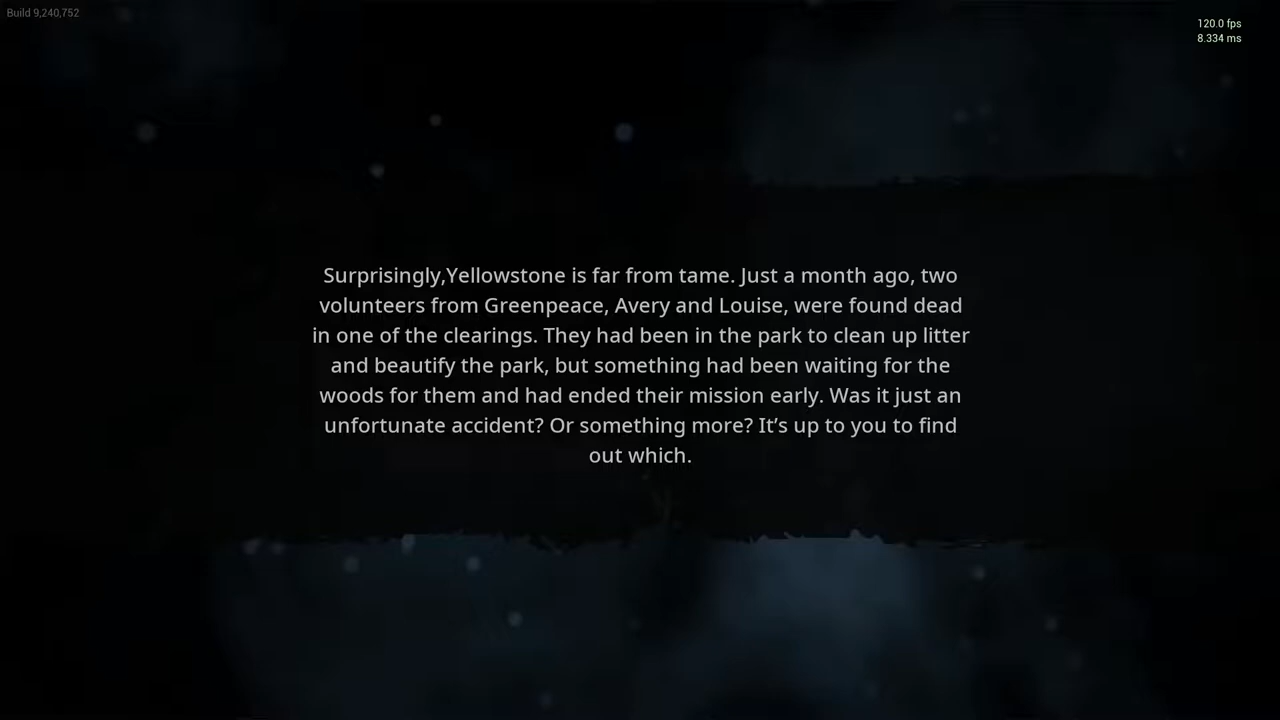 Build 9,240,752
120.0 fps
8.334 ms
Surprisingly,Yellowstone is far from tame. Just a month ago, two
volunteers from Greenpeace, Avery and Louise, were found dead
in one of the clearings. They had been in the park to clean up litter
and beautify the park, but something had been waiting for the
woods for them and had ended their mission early. Was it just an
unfortunate accident? Or something more? It’s up to you to find
out which.